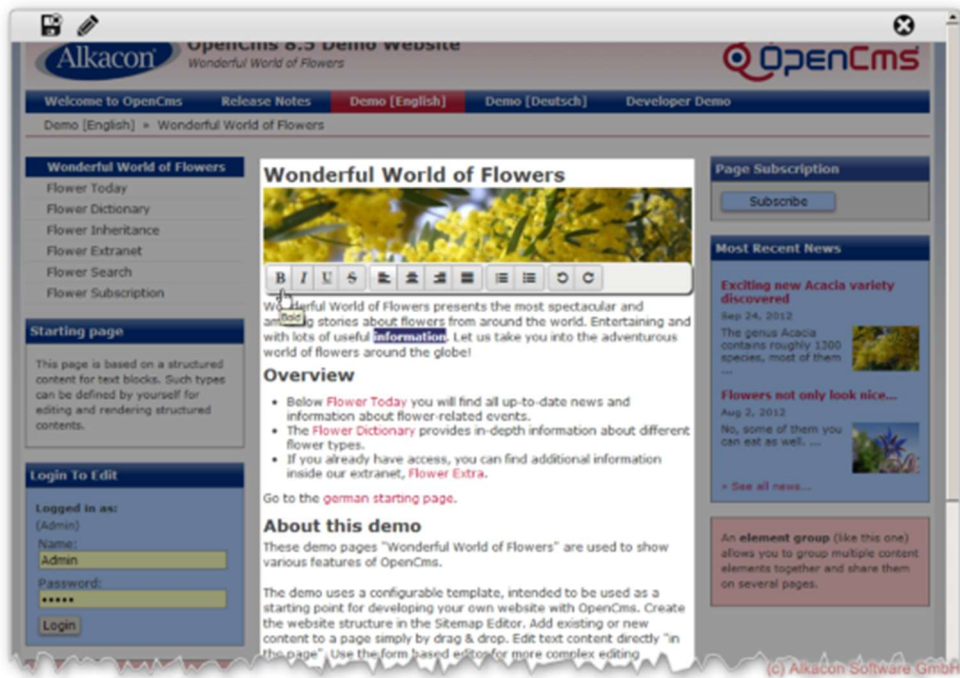 Alkacon
OpenCms 8.5 Demo Website
Wonderful World of Flowers
OpenCms
Welcome to OpenCms
Release Notes
Demo [English]
Demo [Deutsch]
Developer Demo
Demo [English] » Wonderful World of Flowers
Wonderful World of Flowers
Flower Today
Flower Dictionary
Flower Inheritance
Flower Extranet
Flower Search
Flower Subscription
Starting page
This page is based on a structured
content for text blocks. Such types
can be defined by yourself for
editing and rendering structured
contents.
Login To Edit
Logged in as:
(Admin)
Name:
Admin
Password:
•••••
Login
Wonderful World of Flowers
B I U S
Bold
Wonderful World of Flowers presents the most spectacular and
amazing stories about flowers from around the world. Entertaining and
with lots of useful information. Let us take you into the adventurous
world of flowers around the globe!
Overview
• Below Flower Today you will find all up-to-date news and
information about flower-related events.
• The Flower Dictionary provides in-depth information about different
flower types.
• If you already have access, you can find additional information
inside our extranet, Flower Extra.
Go to the german starting page.
About this demo
These demo pages "Wonderful World of Flowers" are used to show
various features of OpenCms.
The demo uses a configurable template, intended to be used as a
starting point for developing your own website with OpenCms. Create
the website structure in the Sitemap Editor. Add existing or new
content to a page simply by drag & drop. Edit text content directly "in
the page". Use the form based editor for more complex editing
Page Subscription
Subscribe
Most Recent News
Exciting new Acacia variety
discovered
Sep 24, 2012
The genus Acacia
contains roughly 1300
species, most of them
...
Flowers not only look nice...
Aug 2, 2012
No, some of them you
can eat as well. ...
» See all news...
An element group (like this one)
allows you to group multiple content
elements together and share them
on several pages.
(c) Alkacon Software GmbH